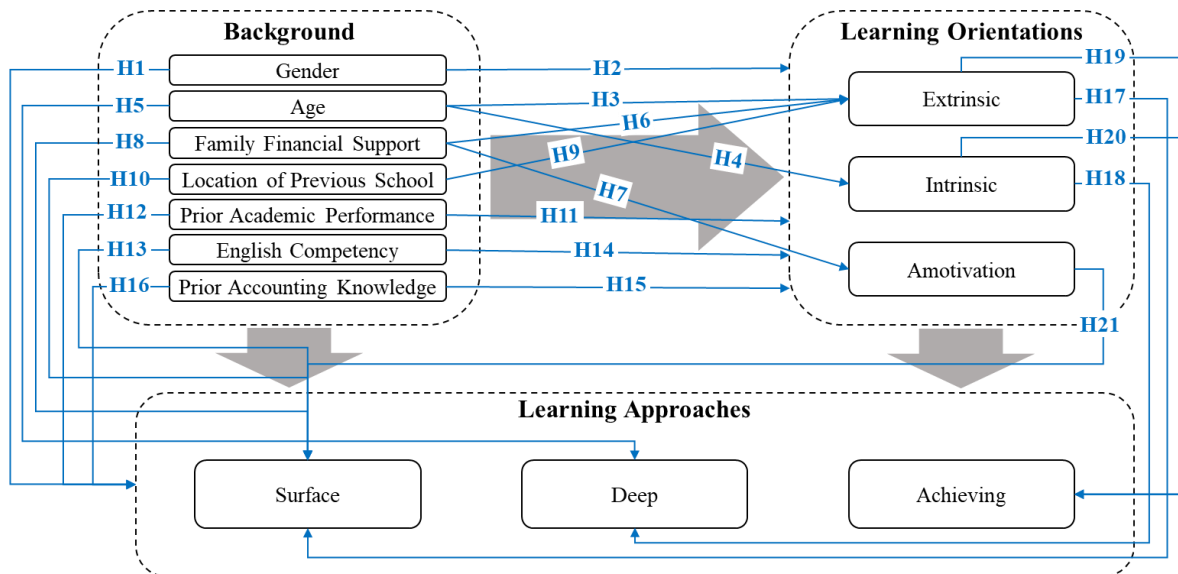 Background
Learning Orientations
H1
Gender
H2
H19
H5
Age
H3
Extrinsic
H17
H8
Family Financial Support
H6
H20
H10
Location of Previous School
H9
H4
Intrinsic
H18
H7
H12
Prior Academic Performance
H11
H13
English Competency
H14
Amotivation
H16
Prior Accounting Knowledge
H15
H21
Learning Approaches
Surface
Deep
Achieving